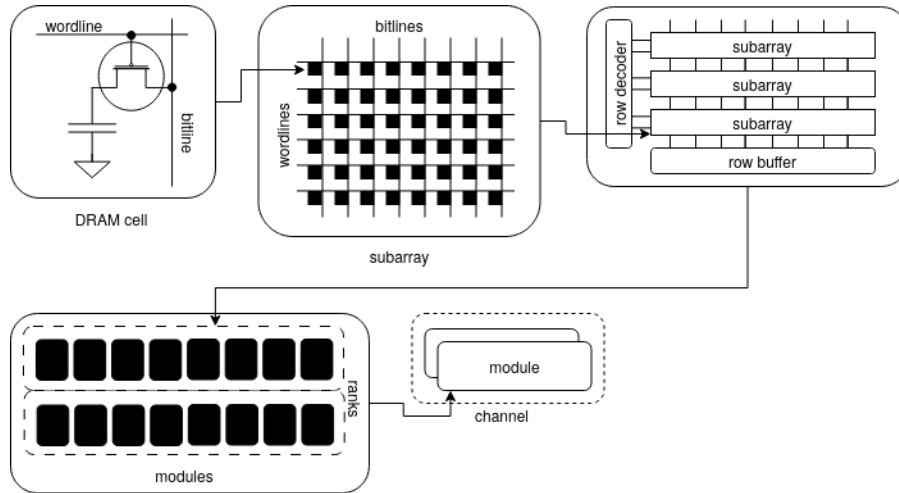 wordline
bitline
DRAM cell
bitlines
wordlines
subarray
row decoder
subarray
subarray
subarray
row buffer
ranks
modules
module
channel